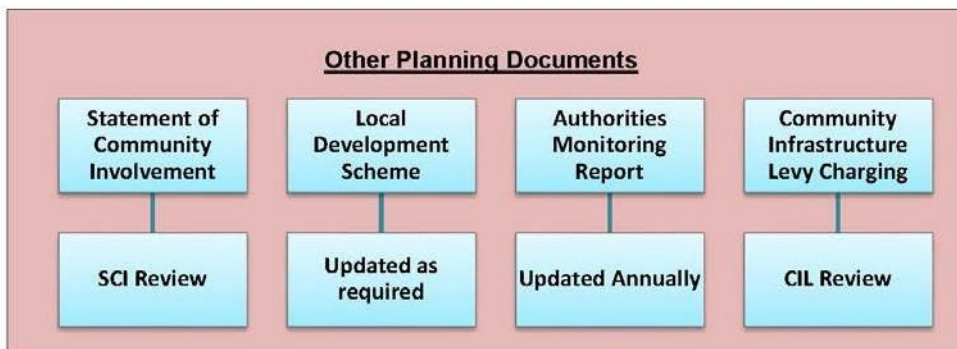 Other Planning Documents
Statement of
Community
Involvement
Local
Development
Scheme
Authorities
Monitoring
Report
Community
Infrastructure
Levy Charging
SCI Review
Updated as
required
Updated Annually
CIL Review